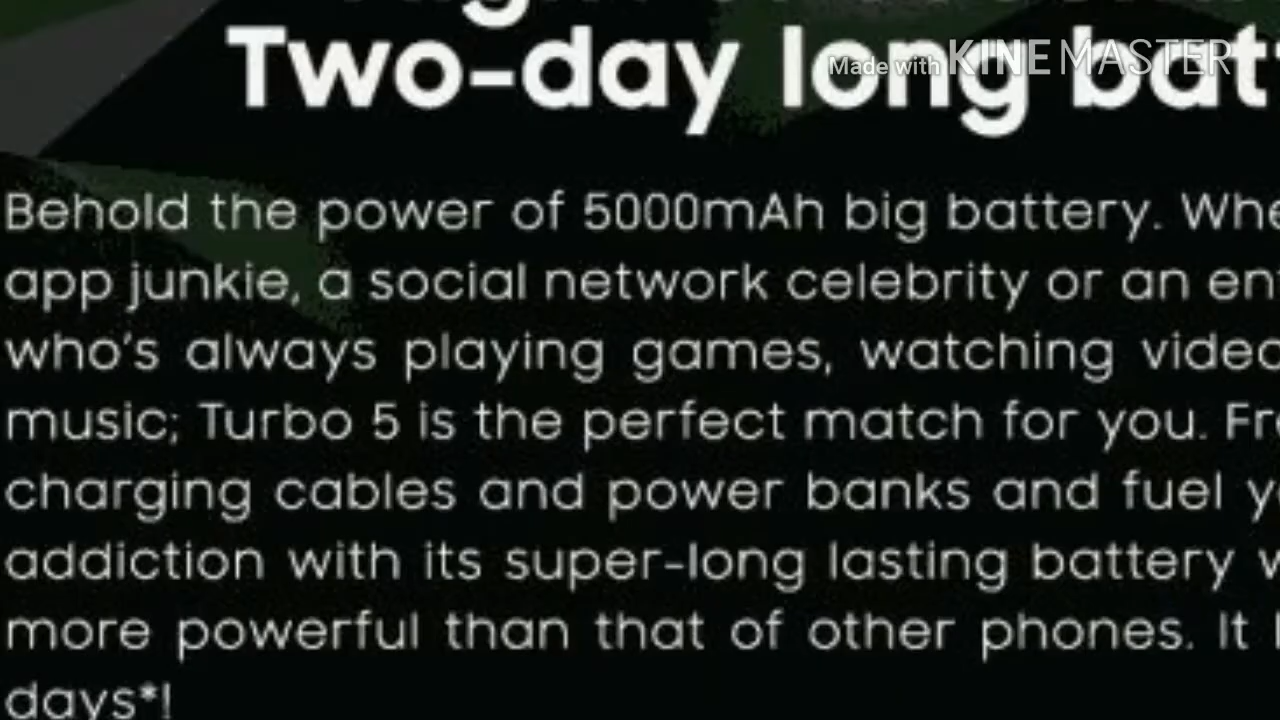 Two-day long
Made with KINEMASTER
Behold the power of 5000mAh big battery.
app junkie, a social network celebrity or an
who's always playing games, watching
music; Turbo 5 is the perfect match for you.
charging cables and power banks and fuel
addiction with its super-long lasting battery
more powerful than that of other phones. It
days*!